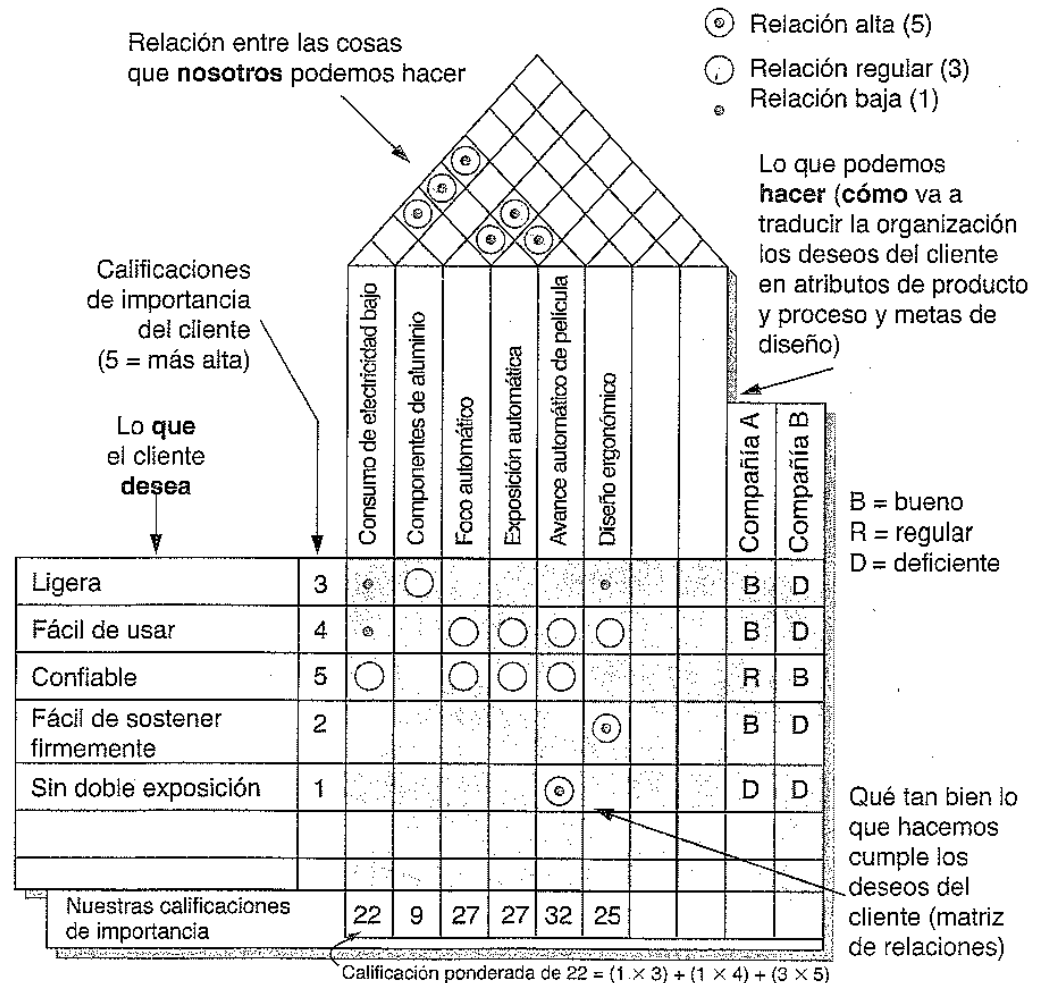 Relación entre las cosas
que nosotros podemos hacer
Relación alta (5)
Relación regular (3)
Relación baja (1)
Lo que podemos
hacer (cómo va a
traducir la organización
los deseos del cliente
en atributos de producto
y proceso y metas de
diseño)
Calificaciones
de importancia
del cliente
(5 = más alta)
Lo que
el cliente
desea
Consumo de electricidad bajo
Componentes de aluminio
Foco automático
Exposición automática
Avance automático de película
Diseño ergonómico
Compañía A
Compañía B
B = bueno
R = regular
D = deficiente
Ligera 3 B D
Fácil de usar 4 B D
Confiable 5 R B
Fácil de sostener
firmemente 2 B D
Sin doble exposición 1 D D
Qué tan bien lo
que hacemos
cumple los
deseos del
cliente (matriz
de relaciones)
Nuestras calificaciones
de importancia 22 9 27 27 32 25
Calificación ponderada de 22 = (1 × 3) + (1 × 4) + (3 × 5)